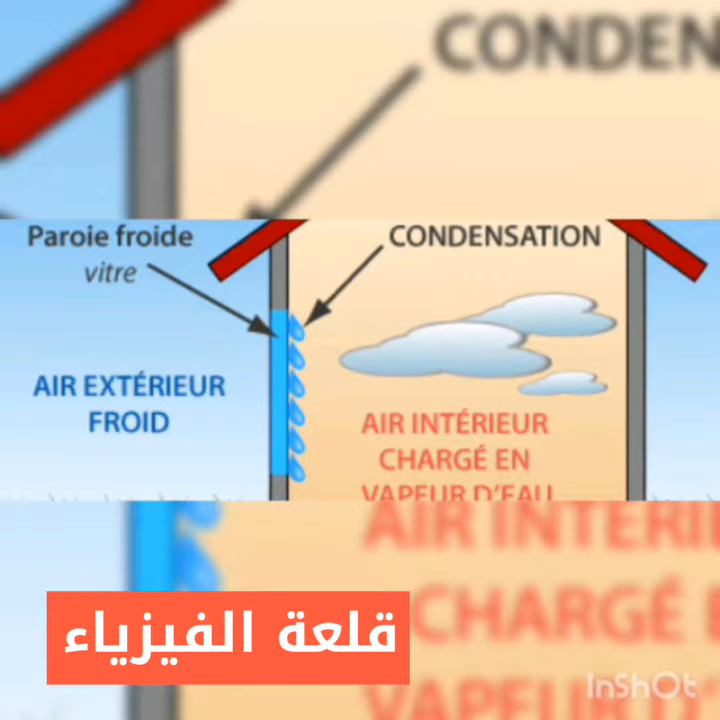 CONDEN
Paroie froide
vitre
CONDENSATION
AIR EXTÉRIEUR
FROID
AIR INTÉRIEUR
CHARGÉ EN
VAPEUR D'EAU
AIR INTÉRI
CHARGÉ E
VAPEUR D'
قلعة الفيزياء
InShOt